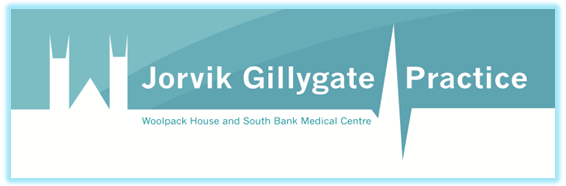 Jorvik Gillygate Practice
Woolpack House and South Bank Medical Centre